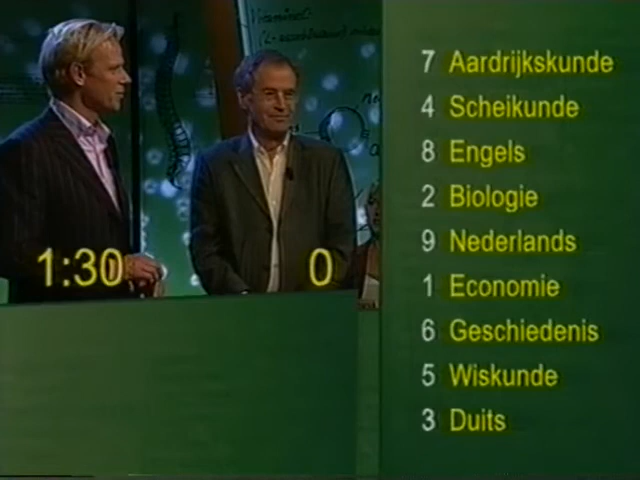 Vitamine
1:30
0
7 Aardrijkskunde
4 Scheikunde
8 Engels
2 Biologie
9 Nederlands
1 Economie
6 Geschiedenis
5 Wiskunde
3 Duits